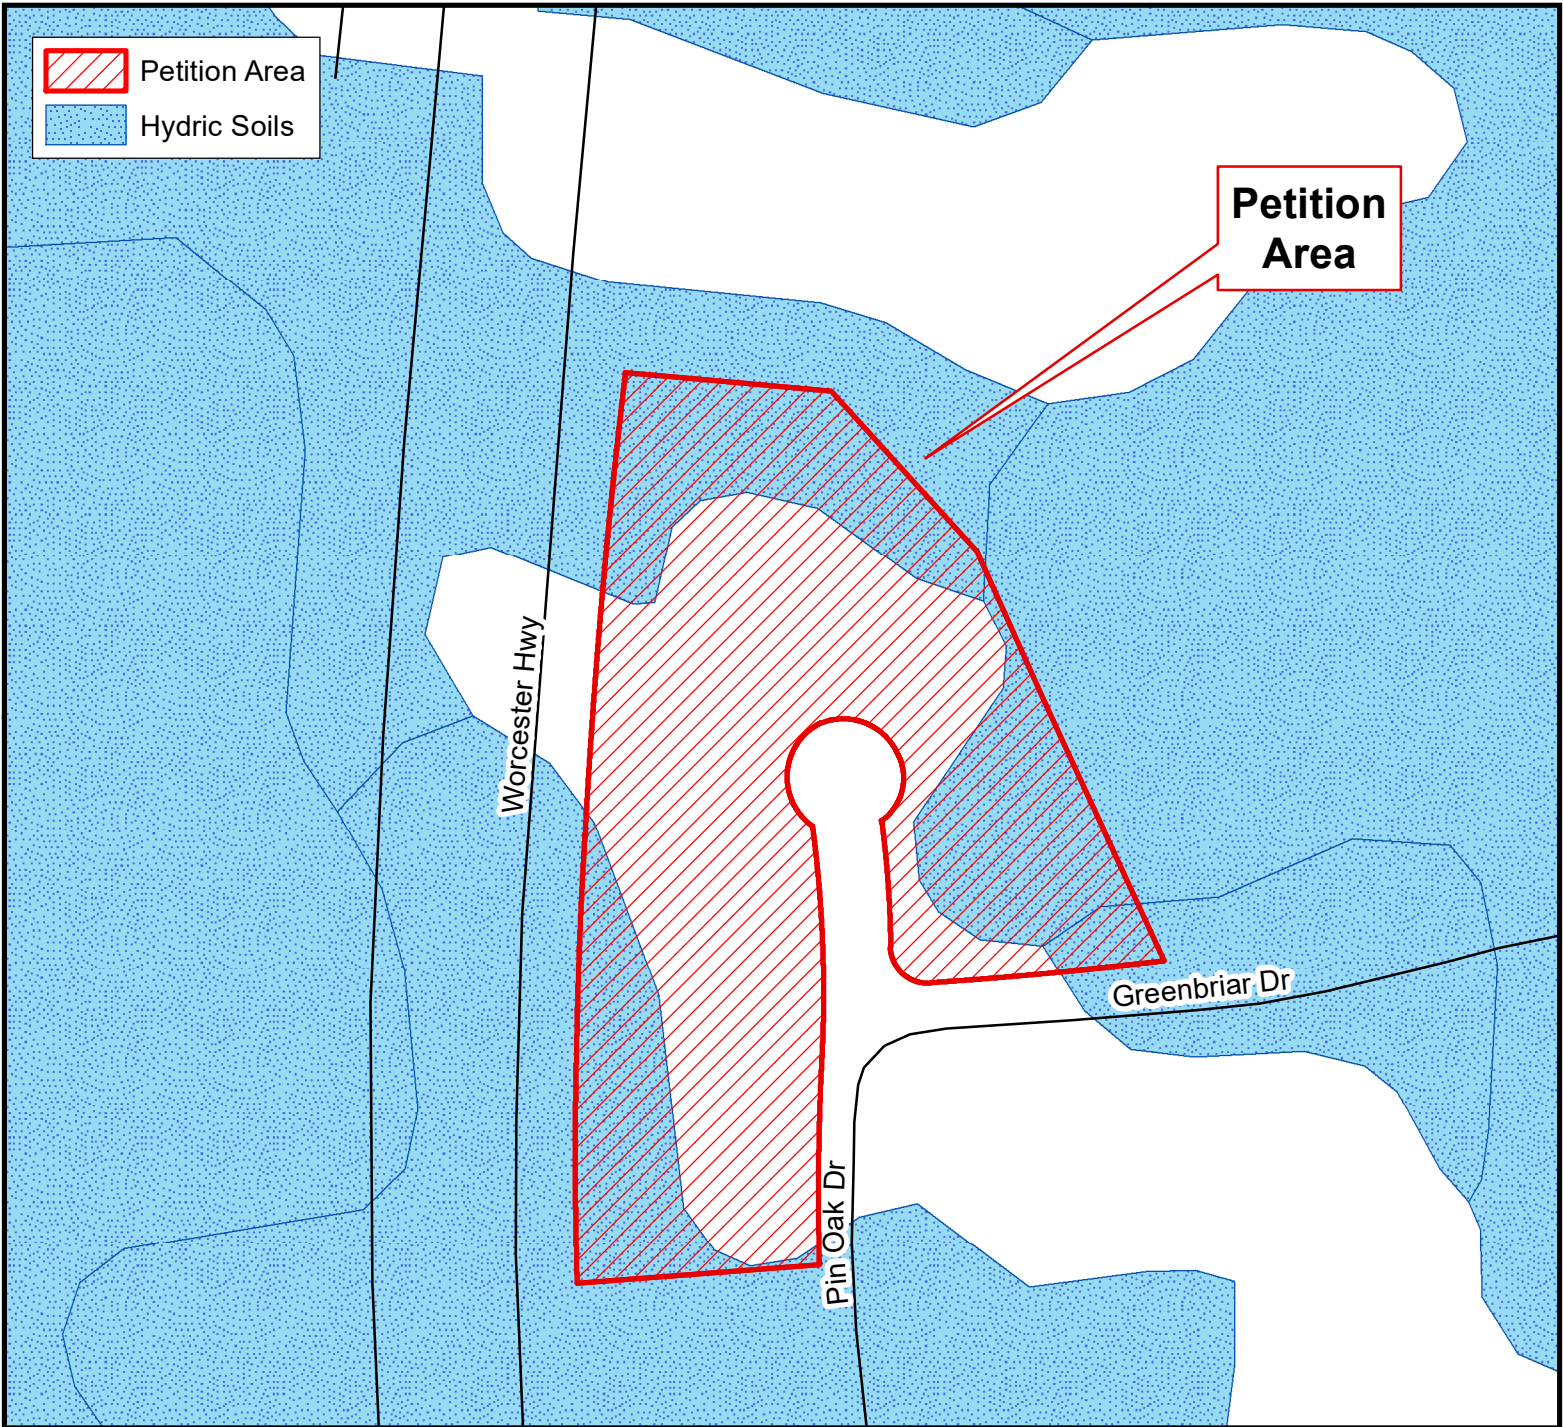 Petition Area
Hydric Soils
Petition
Area
Worcester Hwy
Greenbriar Dr
Pin Oak Dr